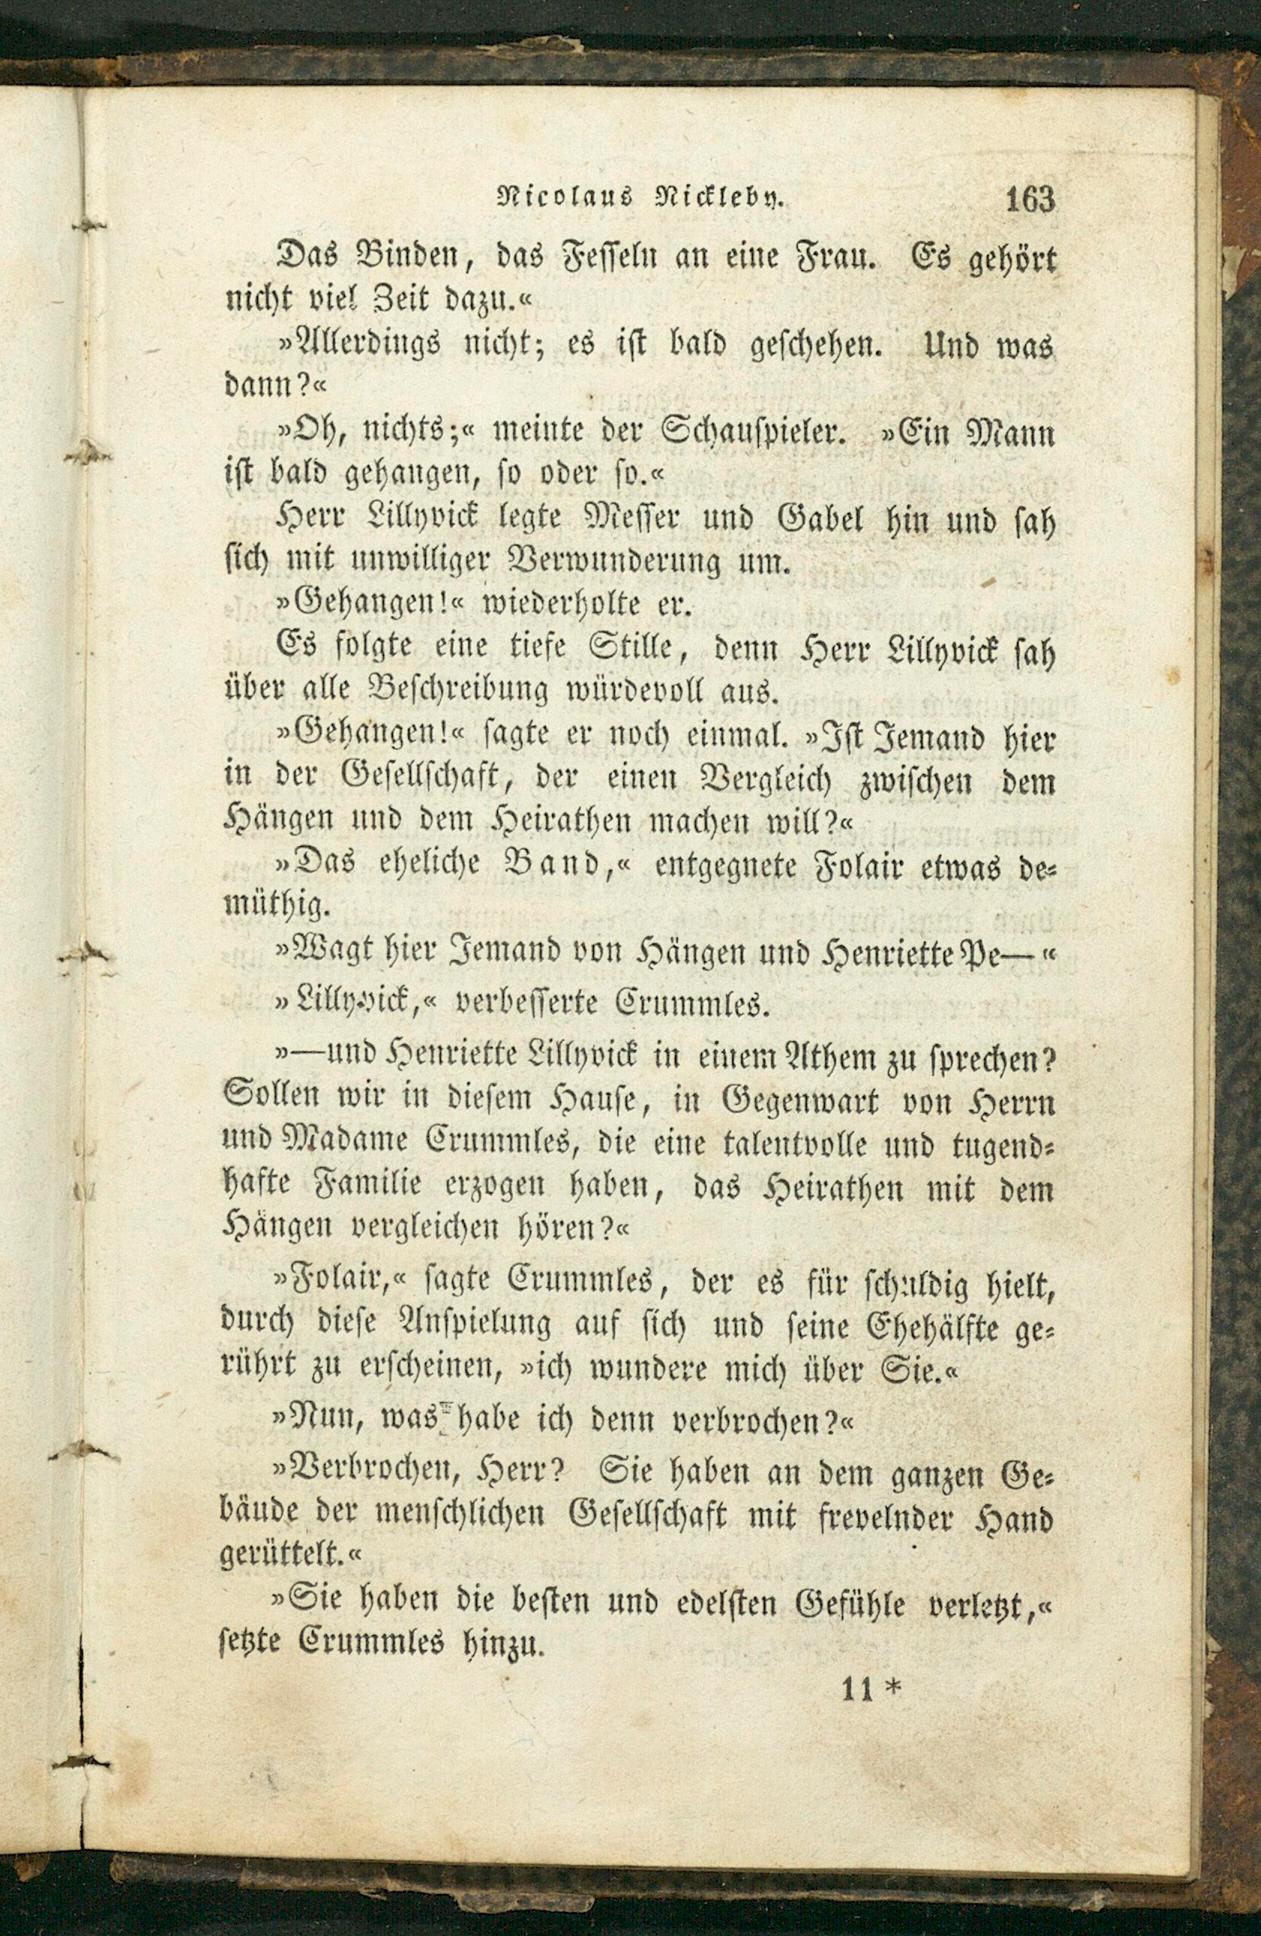 Nicolaus Nickleby. 163
Das Binden, das Fesseln an eine Frau. Es gehört
nicht viel Zeit dazu.«
»Allerdings nicht; es ist bald geschehen. Und was
dann?«
»Oh, nichts;« meinte der Schauspieler. »Ein Mann
ist bald gehangen, so oder so.«
Herr Lillyvick legte Messer und Gabel hin und sah
sich mit unwilliger Verwunderung um.
»Gehangen!« wiederholte er.
Es folgte eine tiefe Stille, denn Herr Lillyvick sah
über alle Beschreibung würdevoll aus.
»Gehangen!« sagte er noch einmal. »Ist Jemand hier
in der Gesellschaft, der einen Vergleich zwischen dem
Hängen und dem Heirathen machen will?«
»Das eheliche Band,« entgegnete Folair etwas de-
müthig.
»Wagt hier Jemand von Hängen und Henriette Pe—«
»Lillyvick,« verbesserte Crummles.
»—und Henriette Lillyvick in einem Athem zu sprechen?
Sollen wir in diesem Hause, in Gegenwart von Herrn
und Madame Crummles, die eine talentvolle und tugend-
hafte Familie erzogen haben, das Heirathen mit dem
Hängen vergleichen hören?«
»Folair,« sagte Crummles, der es für schuldig hielt,
durch diese Anspielung auf sich und seine Ehehälfte ge-
rührt zu erscheinen, »ich wundere mich über Sie.«
»Nun, was habe ich denn verbrochen?«
»Verbrochen, Herr? Sie haben an dem ganzen Ge-
bäude der menschlichen Gesellschaft mit frevelnder Hand
gerüttelt.«
»Sie haben die besten und edelsten Gefühle verletzt,«
setzte Crummles hinzu.
11*